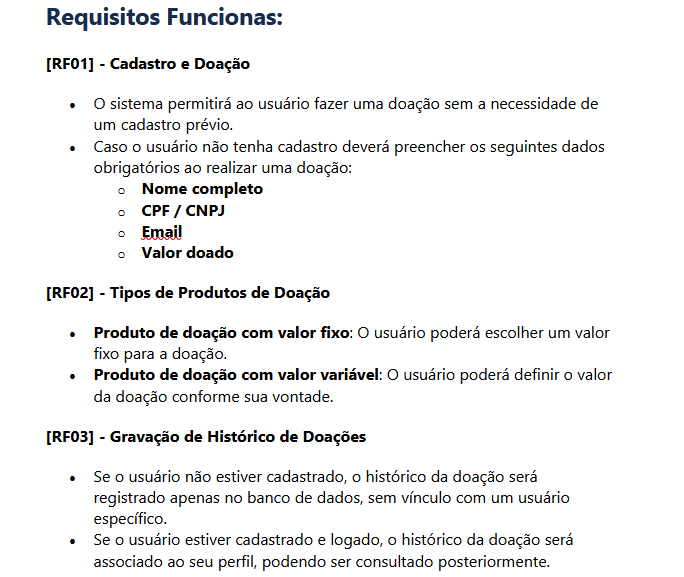 Requisitos Funcionas:
[RF01] - Cadastro e Doação
• O sistema permitirá ao usuário fazer uma doação sem a necessidade de
um cadastro prévio.
• Caso o usuário não tenha cadastro deverá preencher os seguintes dados
obrigatórios ao realizar uma doação:
o Nome completo
o CPF / CNPJ
o Email
o Valor doado
[RF02] - Tipos de Produtos de Doação
• Produto de doação com valor fixo: O usuário poderá escolher um valor
fixo para a doação.
• Produto de doação com valor variável: O usuário poderá definir o valor
da doação conforme sua vontade.
[RF03] - Gravação de Histórico de Doações
• Se o usuário não estiver cadastrado, o histórico da doação será
registrado apenas no banco de dados, sem vínculo com um usuário
específico.
• Se o usuário estiver cadastrado e logado, o histórico da doação será
associado ao seu perfil, podendo ser consultado posteriormente.